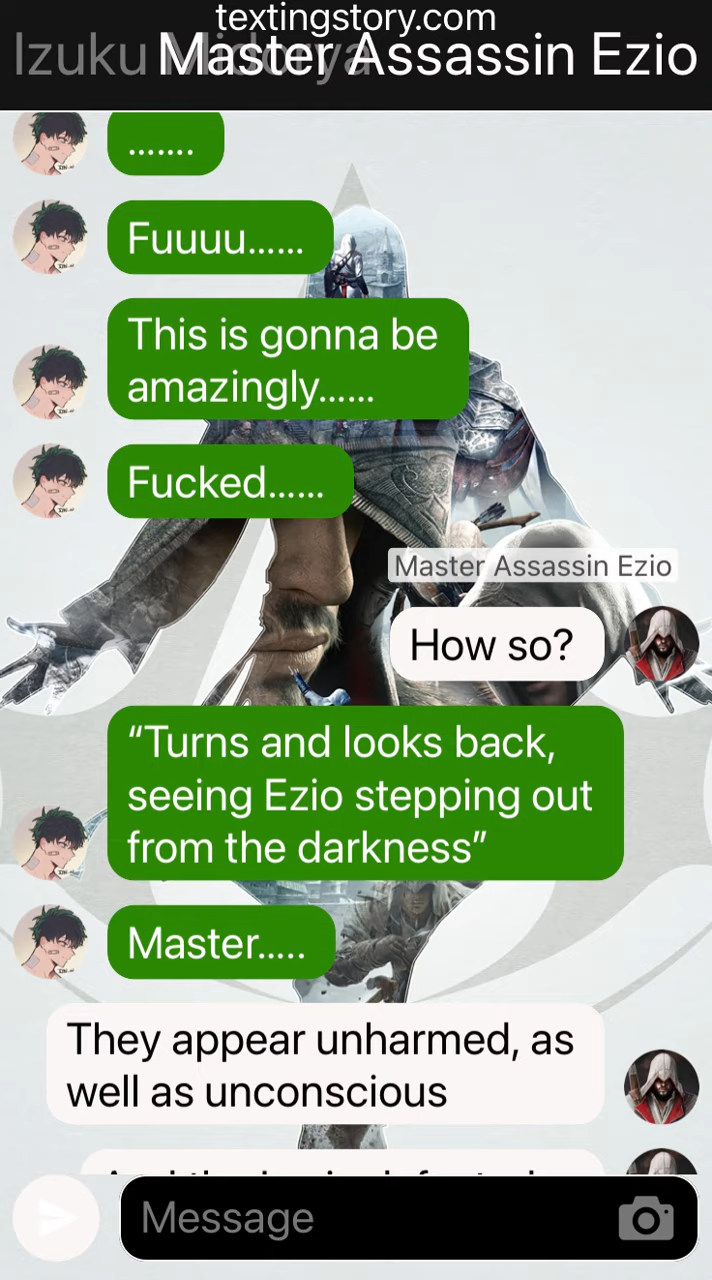 textingstory.com
Izuku Midorya
Master Assassin Ezio
.......
Fuuuu......
This is gonna be
amazingly......
Fucked......
Master Assassin Ezio
How so?
“Turns and looks back,
seeing Ezio stepping out
from the darkness”
Master.....
They appear unharmed, as
well as unconscious
Message